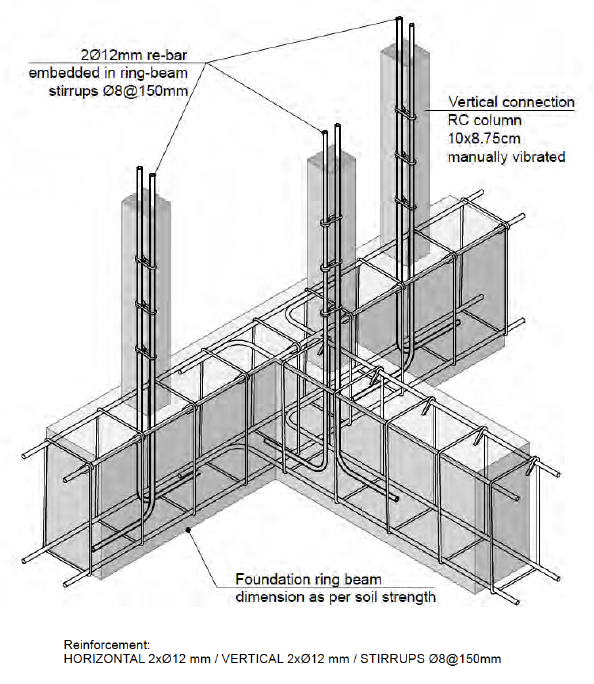 2Ø12mm re-bar
embedded in ring-beam
stirrups Ø8@150mm
Vertical connection
RC column
10x8.75cm
manually vibrated
Foundation ring beam
dimension as per soil strength
Reinforcement:
HORIZONTAL 2xØ12 mm / VERTICAL 2xØ12 mm / STIRRUPS Ø8@150mm